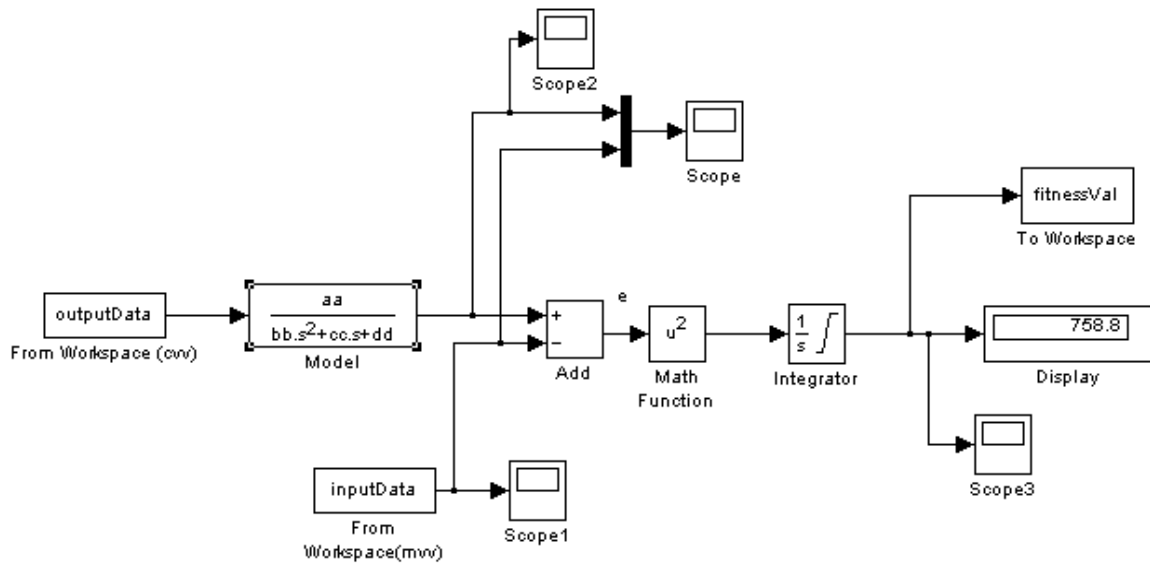 Scope2
Scope
fitnessVal
To Workspace
outputData
From Workspace (cvv)
aa
bb.s²+cc.s+dd
Model
+
−
Add
e
u²
Math
Function
1
s
Integrator
758.8
Display
Scope3
inputData
From
Workspace(mvv)
Scope1